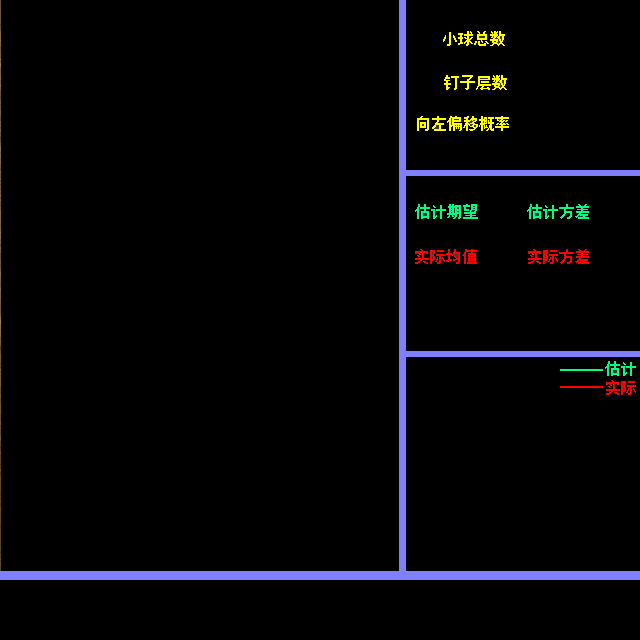 小球总数
钉子层数
向左偏移概率
估计期望 估计方差
实际均值 实际方差
估计
实际